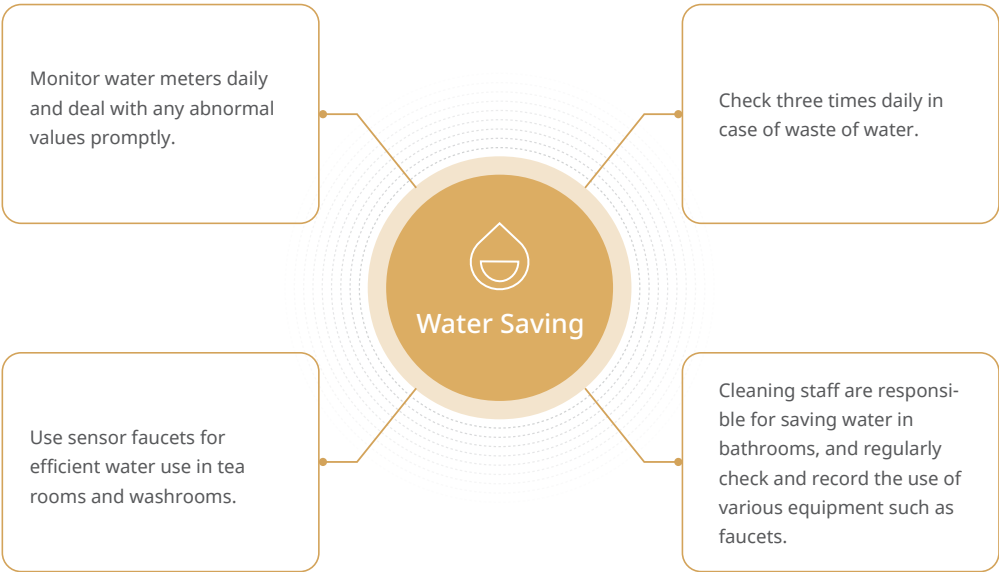 Monitor water meters daily
and deal with any abnormal
values promptly.
Check three times daily in
case of waste of water.
Water Saving
Use sensor faucets for
efficient water use in tea
rooms and washrooms.
Cleaning staff are responsi-
ble for saving water in
bathrooms, and regularly
check and record the use of
various equipment such as
faucets.